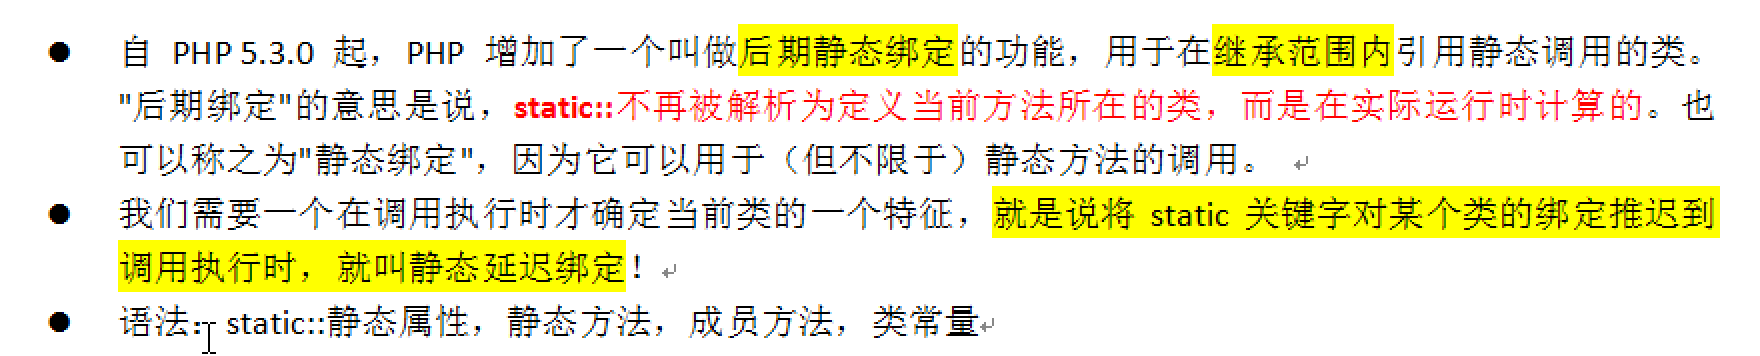 ● 自 PHP 5.3.0 起，PHP 增加了一个叫做后期静态绑定的功能，用于在继承范围内引用静态调用的类。
"后期绑定"的意思是说，static::不再被解析为定义当前方法所在的类，而是在实际运行时计算的。也
可以称之为"静态绑定"，因为它可以用于（但不限于）静态方法的调用。
● 我们需要一个在调用执行时才确定当前类的一个特征，就是说将 static 关键字对某个类的绑定推迟到
调用执行时，就叫静态延迟绑定！
● 语法：static::静态属性，静态方法，成员方法，类常量